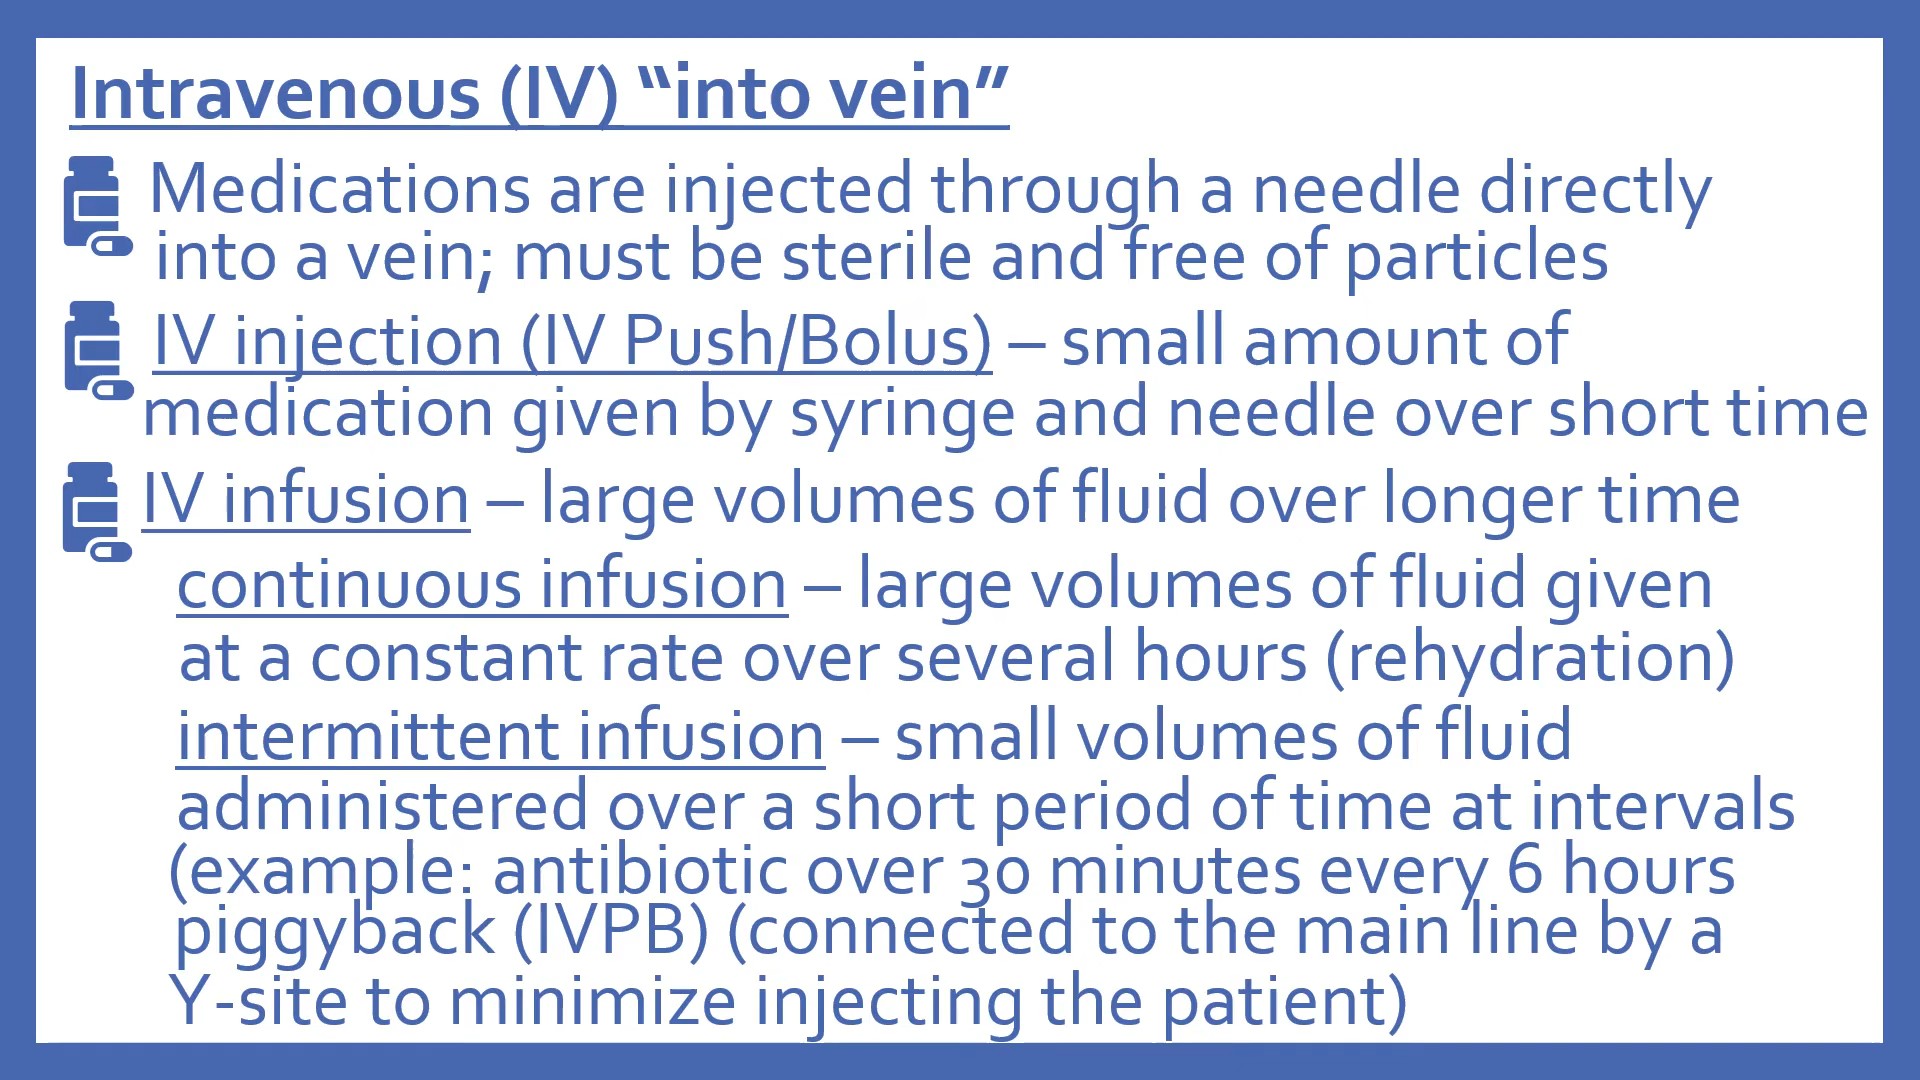 Intravenous (IV) “into vein”
Medications are injected through a needle directly
into a vein; must be sterile and free of particles
IV injection (IV Push/Bolus) – small amount of
medication given by syringe and needle over short time
IV infusion – large volumes of fluid over longer time
continuous infusion – large volumes of fluid given
at a constant rate over several hours (rehydration)
intermittent infusion – small volumes of fluid
administered over a short period of time at intervals
(example: antibiotic over 30 minutes every 6 hours
piggyback (IVPB) (connected to the main line by a
Y-site to minimize injecting the patient)